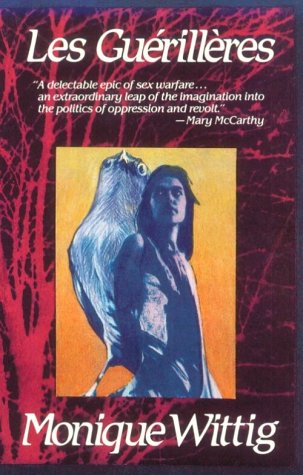 Les Guérillères
“A delectable epic of sex warfare...
an extraordinary leap of the imagination into
the politics of oppression and revolt.”
—Mary McCarthy
Monique Wittig